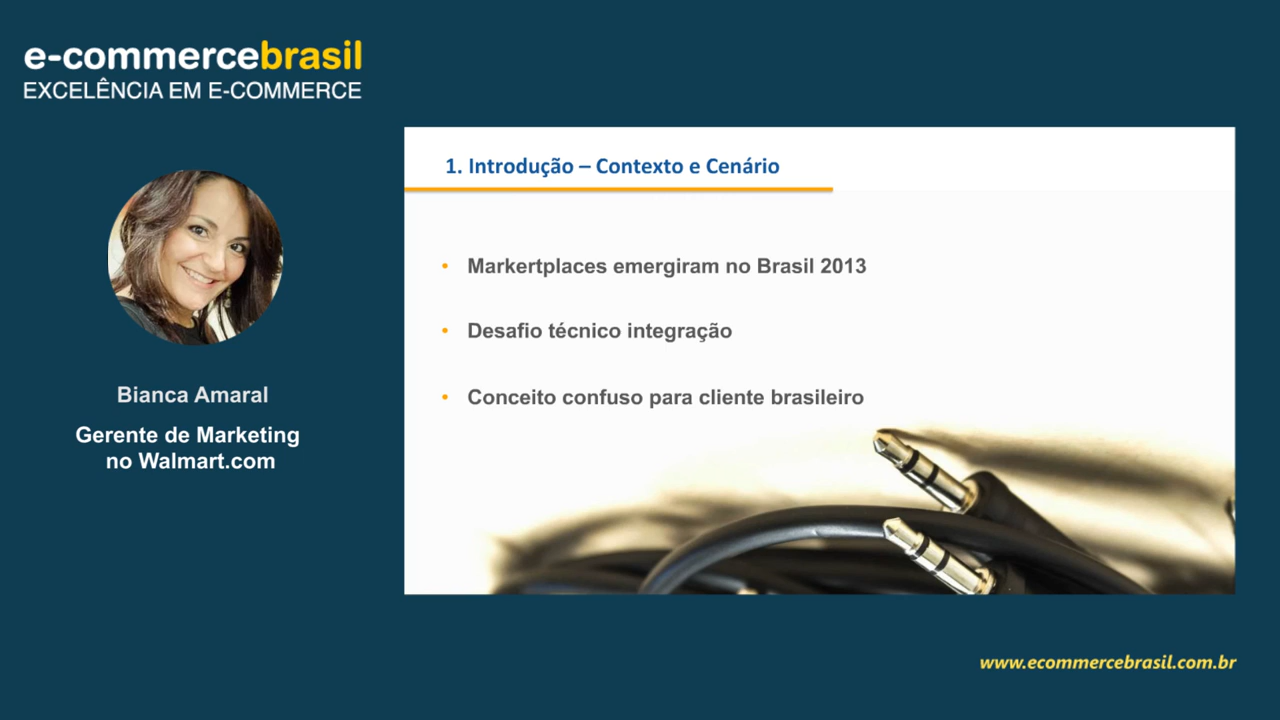 e-commercebrasil
EXCELÊNCIA EM E-COMMERCE
1. Introdução – Contexto e Cenário
• Markertplaces emergiram no Brasil 2013
• Desafio técnico integração
• Conceito confuso para cliente brasileiro
Bianca Amaral
Gerente de Marketing
no Walmart.com
www.ecommercebrasil.com.br